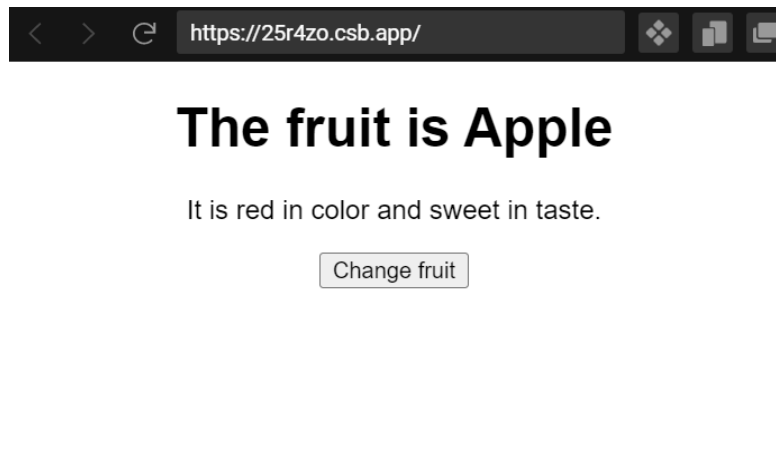 https://25r4zo.csb.app/
The fruit is Apple
It is red in color and sweet in taste.
Change fruit